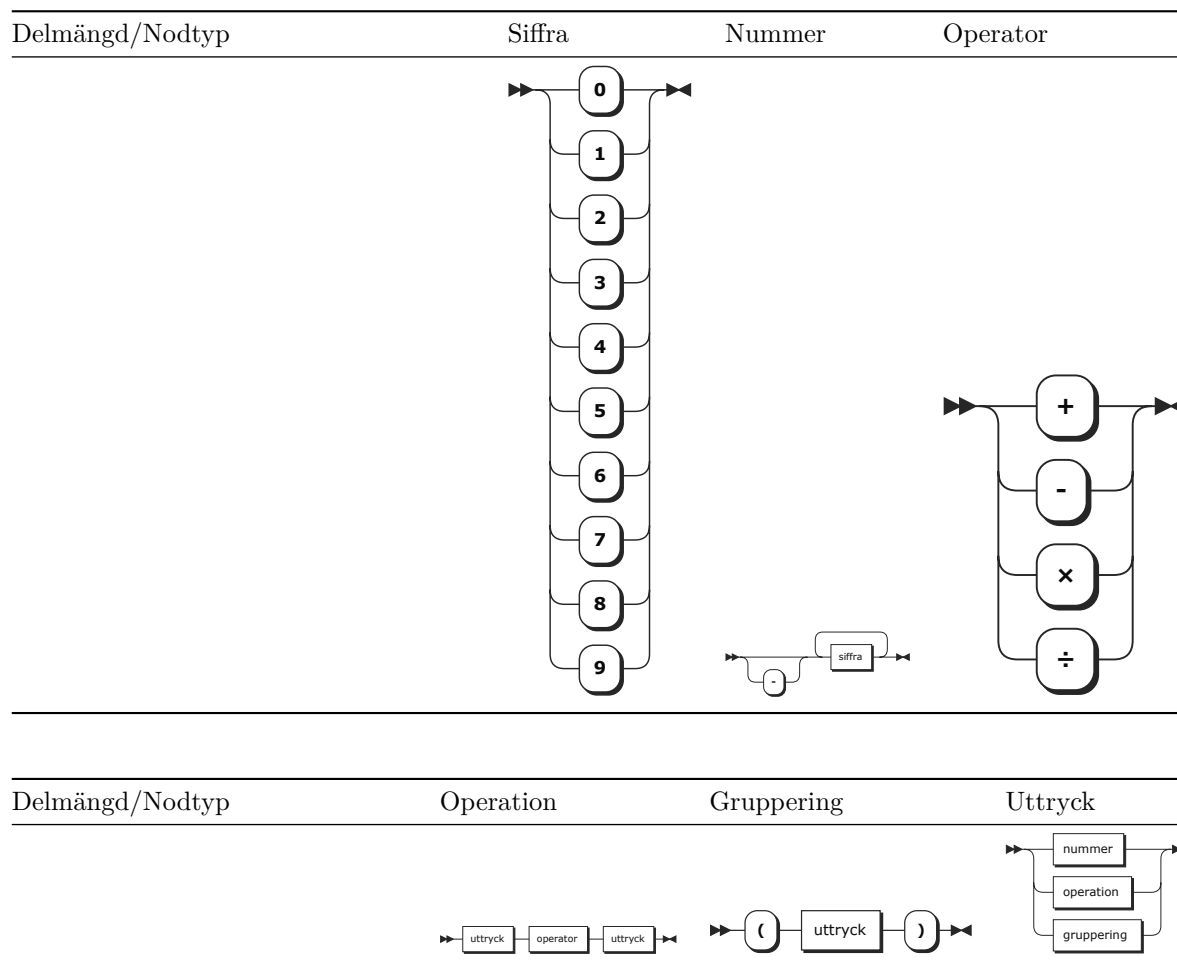 Delmängd/Nodtyp Siffra Nummer Operator
0
1
2
3
4
5
6
7
8
9
siffra
-
+
-
×
÷
Delmängd/Nodtyp Operation Gruppering Uttryck
uttryck operator uttryck
( uttryck )
nummer
operation
gruppering